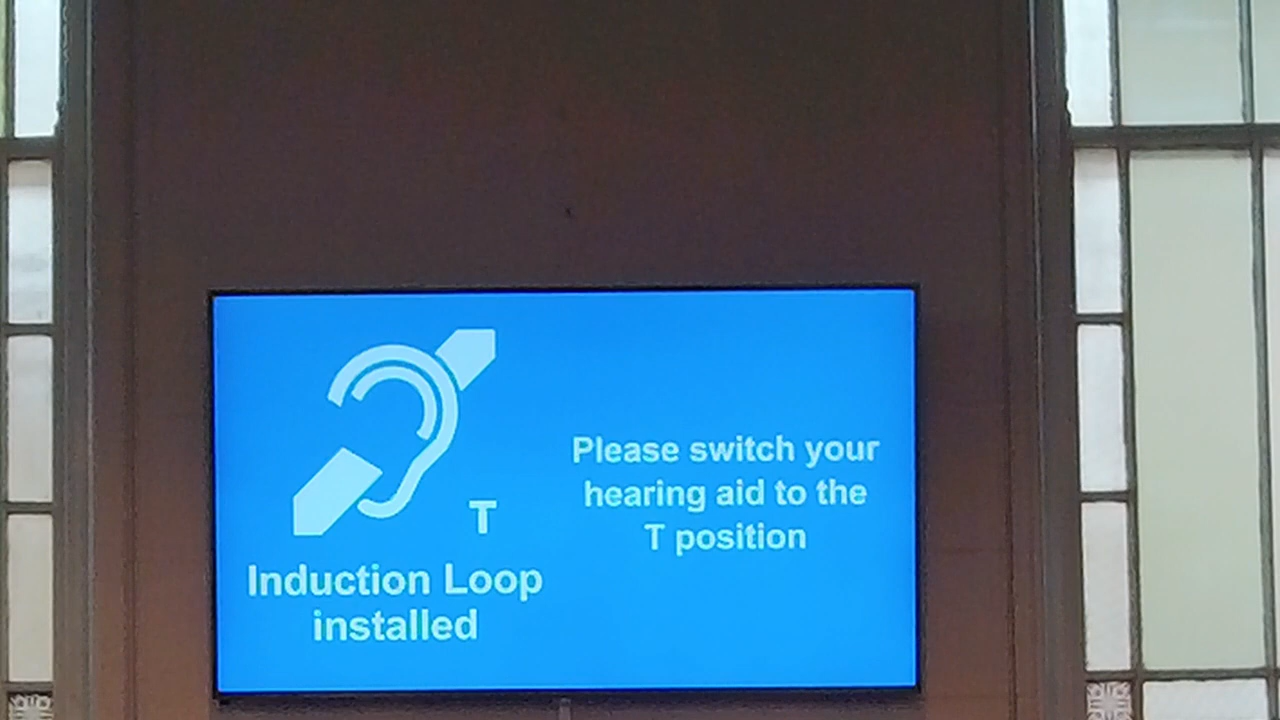 T
Induction Loop
installed
Please switch your
hearing aid to the
T position